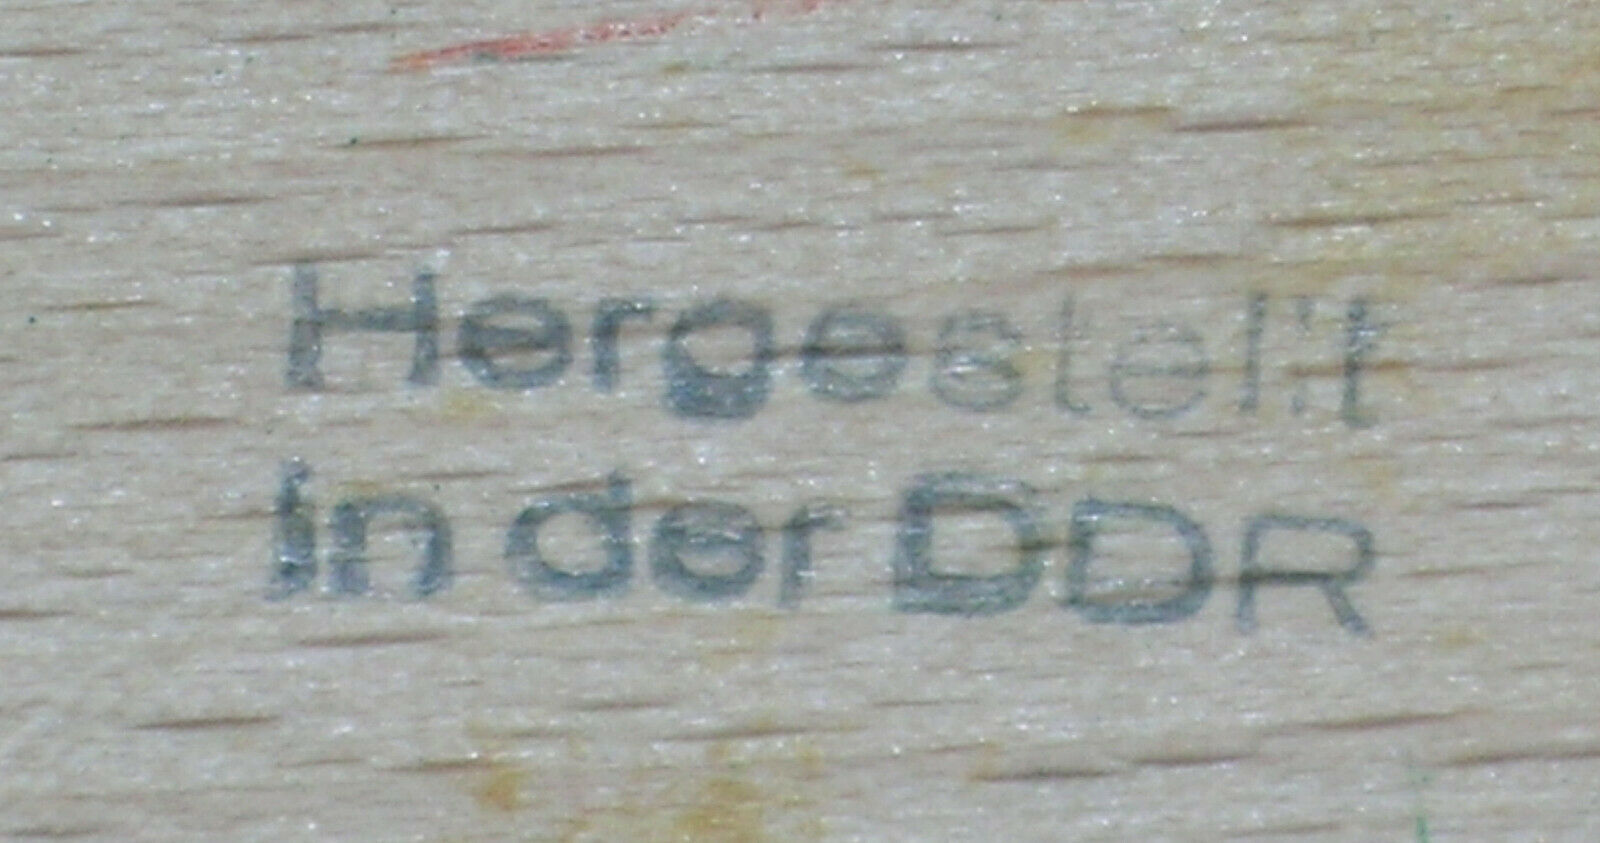 Hergestellt
in der DDR